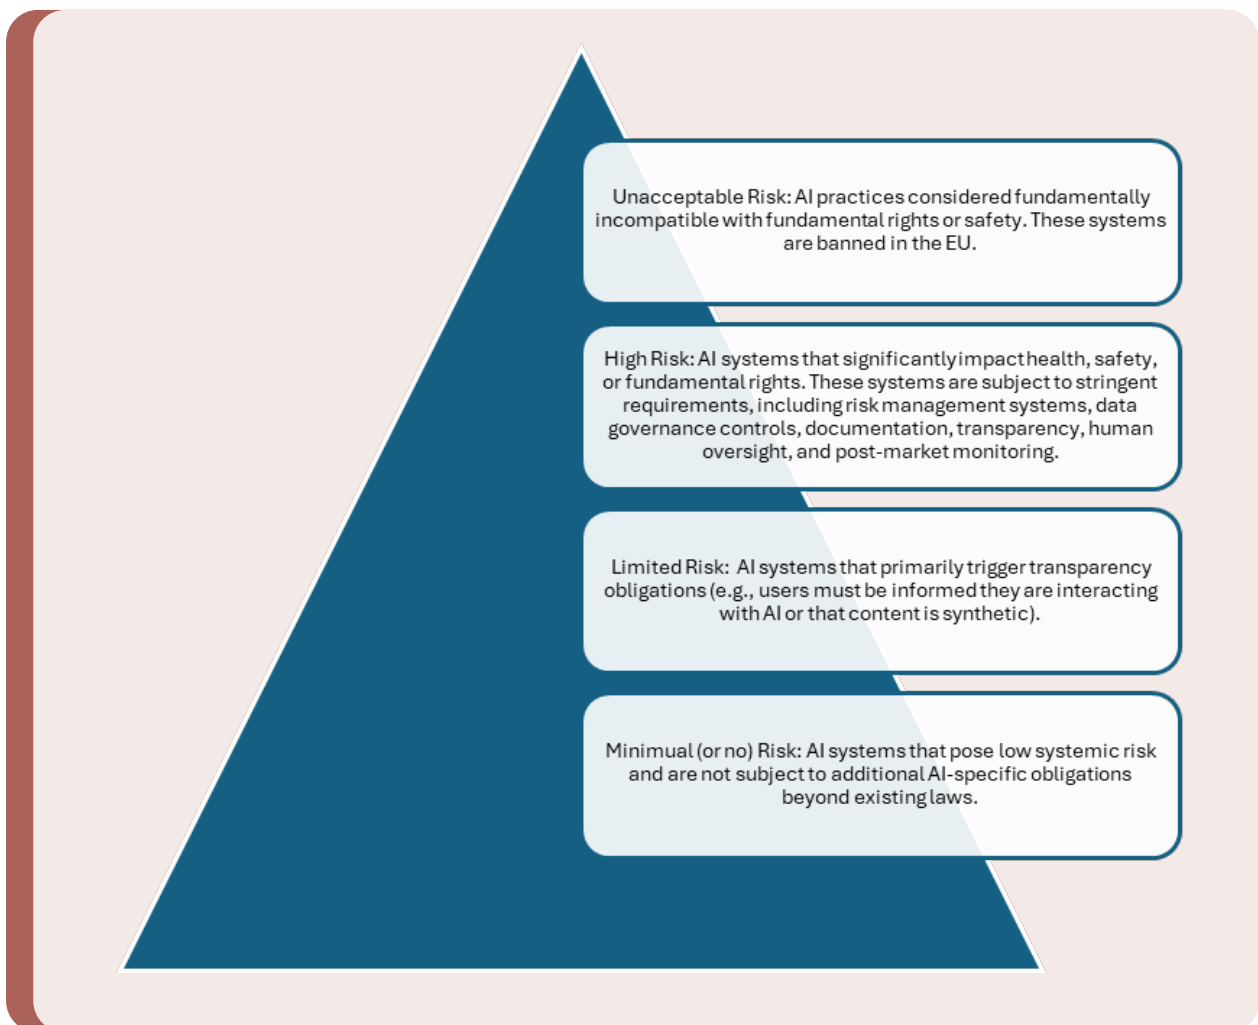 Unacceptable Risk: AI practices considered fundamentally
incompatible with fundamental rights or safety. These systems
are banned in the EU.
High Risk: AI systems that significantly impact health, safety,
or fundamental rights. These systems are subject to stringent
requirements, including risk management systems, data
governance controls, documentation, transparency, human
oversight, and post-market monitoring.
Limited Risk: AI systems that primarily trigger transparency
obligations (e.g., users must be informed they are interacting
with AI or that content is synthetic).
Minimual (or no) Risk: AI systems that pose low systemic risk
and are not subject to additional AI-specific obligations
beyond existing laws.